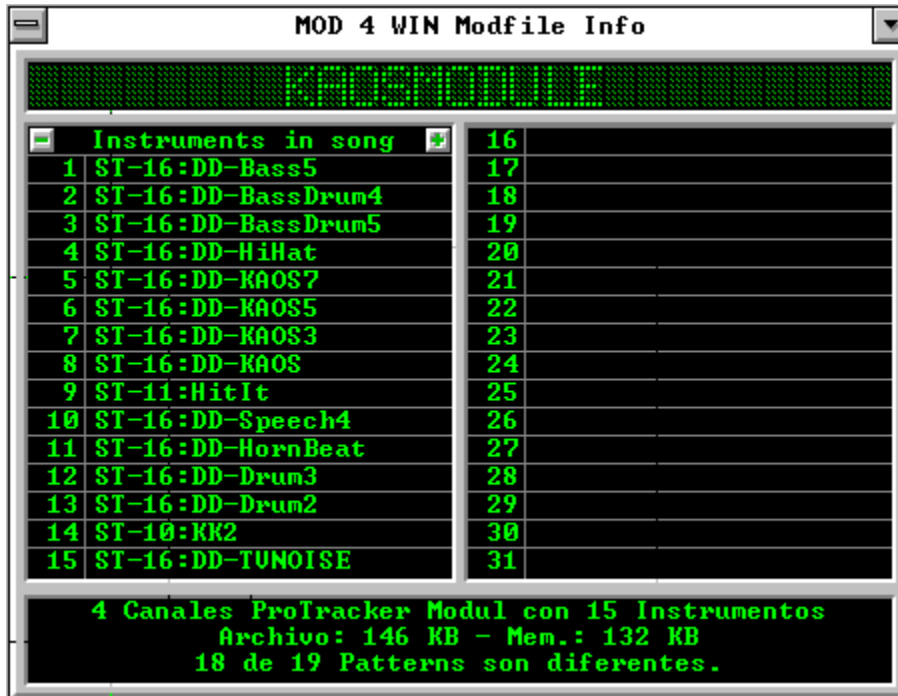 MOD 4 WIN Modfile Info
KAOSMODULE
Instruments in song
1 ST-16:DD-Bass5
2 ST-16:DD-BassDrum4
3 ST-16:DD-BassDrum5
4 ST-16:DD-HiHat
5 ST-16:DD-KAOS7
6 ST-16:DD-KAOS5
7 ST-16:DD-KAOS3
8 ST-16:DD-KAOS
9 ST-11:HitIt
10 ST-16:DD-Speech4
11 ST-16:DD-HornBeat
12 ST-16:DD-Drum3
13 ST-16:DD-Drum2
14 ST-10:KK2
15 ST-16:DD-TVNOISE
16
17
18
19
20
21
22
23
24
25
26
27
28
29
30
31
4 Canales ProTracker Modul con 15 Instrumentos
Archivo: 146 KB - Mem.: 132 KB
18 de 19 Patterns son diferentes.